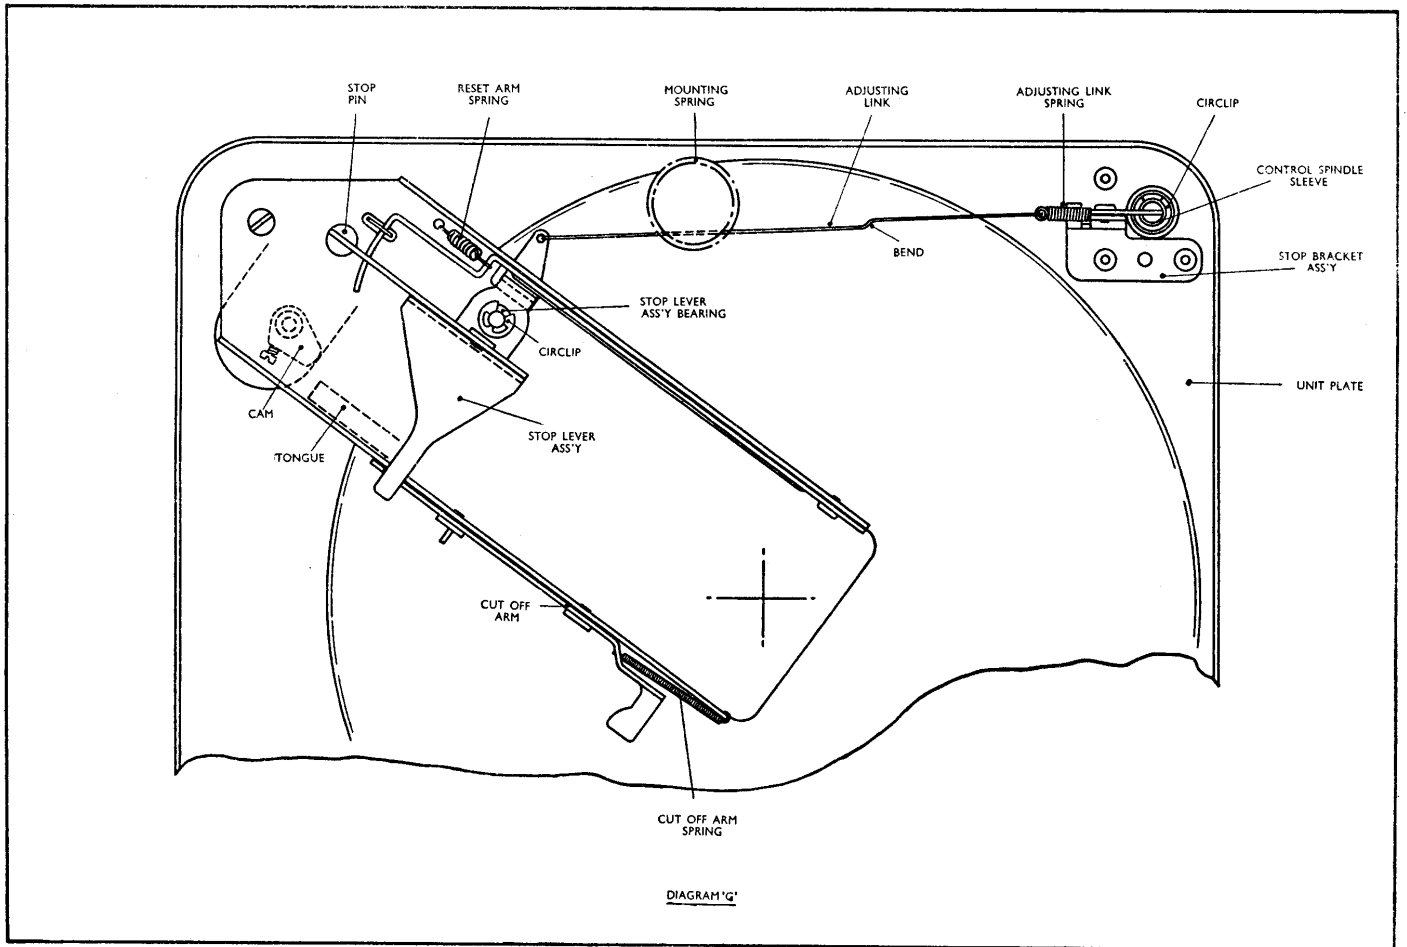 STOP
PIN
RESET ARM
SPRING
MOUNTING
SPRING
ADJUSTING
LINK
ADJUSTING LINK
SPRING
CIRCLIP
CONTROL SPINDLE
SLEEVE
BEND
STOP BRACKET
ASS'Y
STOP LEVER
ASS'Y BEARING
CIRCLIP
UNIT PLATE
CAM
STOP LEVER
ASS'Y
TONGUE
CUT OFF
ARM
CUT OFF ARM
SPRING
DIAGRAM 'G'